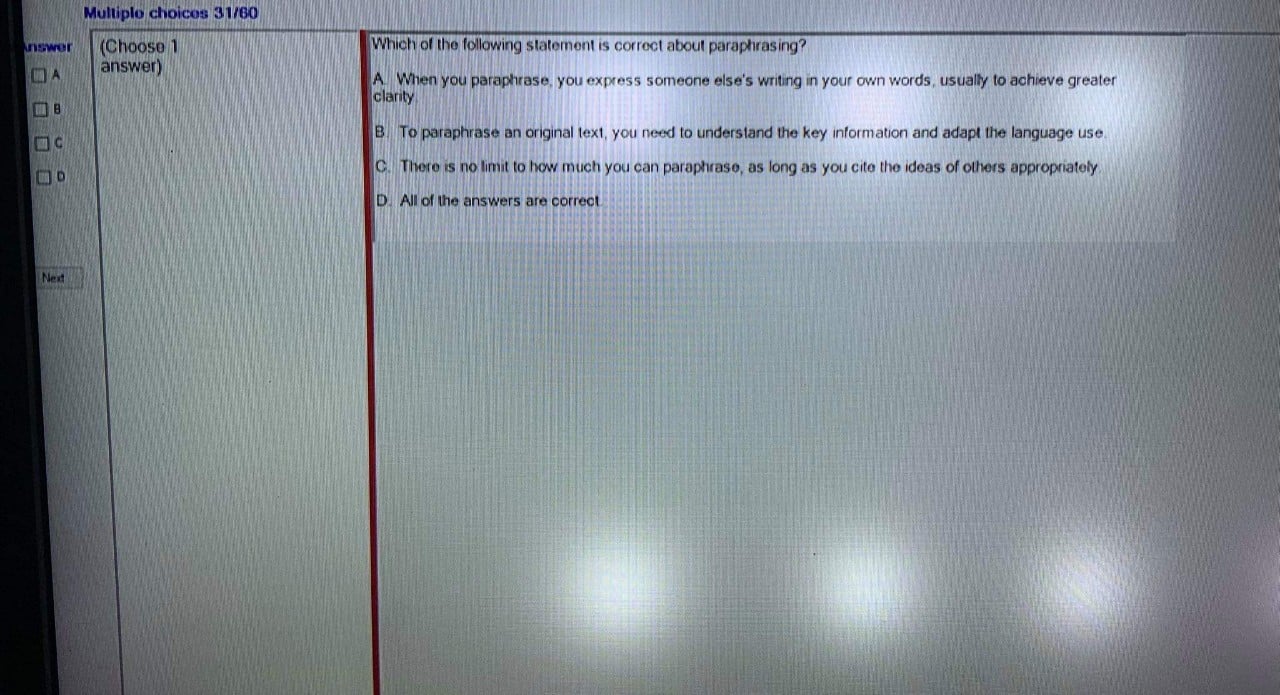 Multiple choices 31/60
Answer
(Choose 1
answer)
A
B
C
D
Next
Which of the following statement is correct about paraphrasing?
A. When you paraphrase, you express someone else's writing in your own words, usually to achieve greater
clarity.
B. To paraphrase an original text, you need to understand the key information and adapt the language use.
C. There is no limit to how much you can paraphrase, as long as you cite the ideas of others appropriately
D. All of the answers are correct.